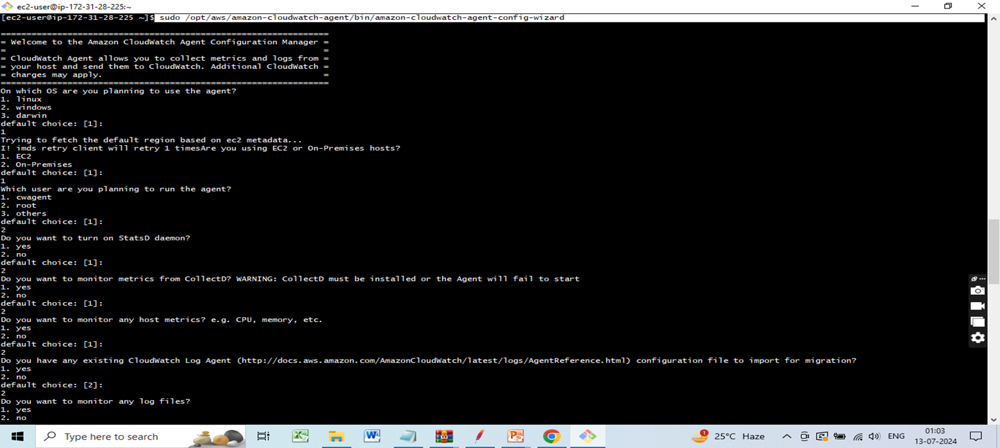 ec2-user@ip-172-31-28-225:~
[ec2-user@ip-172-31-28-225 ~]$ sudo /opt/aws/amazon-cloudwatch-agent/bin/amazon-cloudwatch-agent-config-wizard
================================================================
= Welcome to the Amazon CloudWatch Agent Configuration Manager =
=                                                              =
= CloudWatch Agent allows you to collect metrics and logs from =
= your host and send them to CloudWatch. Additional CloudWatch =
= charges may apply.                                           =
================================================================
On which OS are you planning to use the agent?
1. linux
2. windows
3. darwin
default choice: [1]:
1
Trying to fetch the default region based on ec2 metadata...
I! imds retry client will retry 1 timesAre you using EC2 or On-Premises hosts?
1. EC2
2. On-Premises
default choice: [1]:
1
Which user are you planning to run the agent?
1. cwagent
2. root
3. others
default choice: [1]:
2
Do you want to turn on StatsD daemon?
1. yes
2. no
default choice: [1]:
2
Do you want to monitor metrics from CollectD? WARNING: CollectD must be installed or the Agent will fail to start
1. yes
2. no
default choice: [1]:
2
Do you want to monitor any host metrics? e.g. CPU, memory, etc.
1. yes
2. no
default choice: [1]:
2
Do you have any existing CloudWatch Log Agent (http://docs.aws.amazon.com/AmazonCloudWatch/latest/logs/AgentReference.html) configuration file to import for migration?
1. yes
2. no
default choice: [2]:
2
Do you want to monitor any log files?
1. yes
2. no
Type here to search
1
25°C Haze
ENG
01:03
13-07-2024